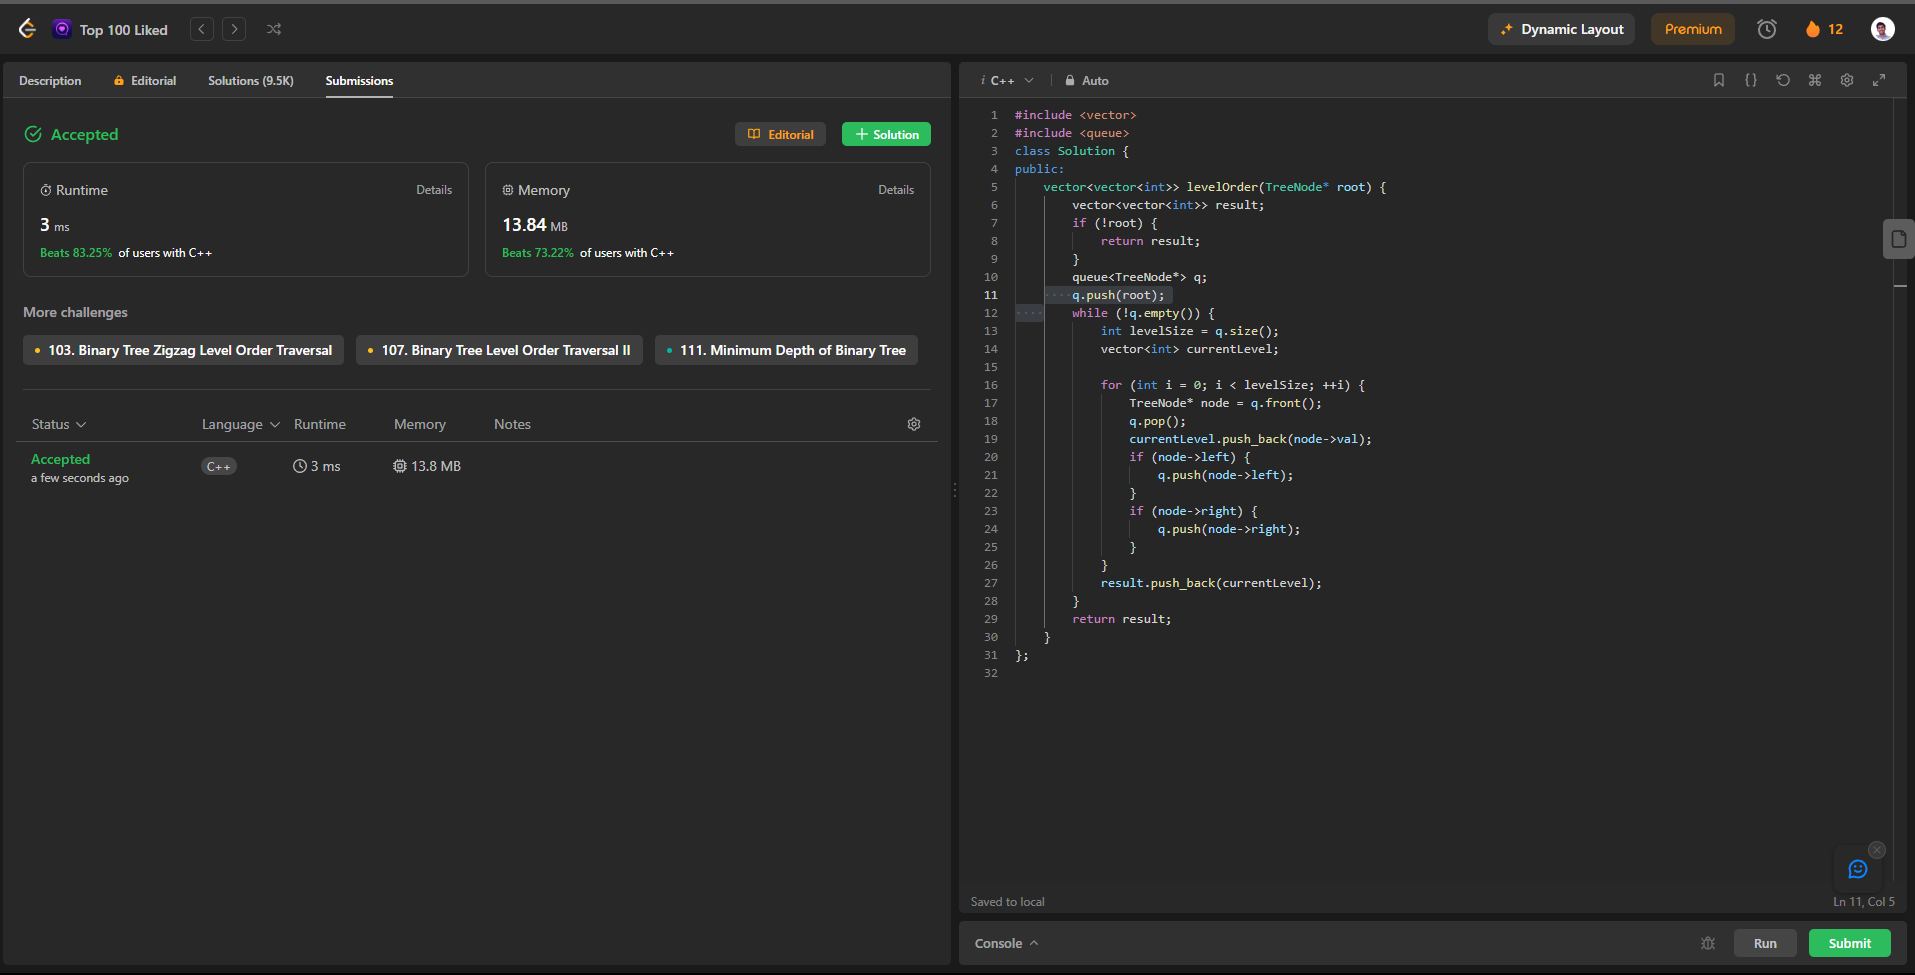 Top 100 Liked
Dynamic Layout
Premium
12
Description
Editorial
Solutions (9.5K)
Submissions
Accepted
Editorial
Solution
Runtime
Details
3 ms
Beats 83.25% of users with C++
Memory
Details
13.84 MB
Beats 73.22% of users with C++
More challenges
103. Binary Tree Zigzag Level Order Traversal
107. Binary Tree Level Order Traversal II
111. Minimum Depth of Binary Tree
Status Language Runtime Memory Notes
Accepted
a few seconds ago
C++
3 ms
13.8 MB
i C++
Auto
1 #include <vector>
2 #include <queue>
3 class Solution {
4 public:
5     vector<vector<int>> levelOrder(TreeNode* root) {
6         vector<vector<int>> result;
7         if (!root) {
8             return result;
9         }
10         queue<TreeNode*> q;
11         q.push(root);
12         while (!q.empty()) {
13             int levelSize = q.size();
14             vector<int> currentLevel;
15
16             for (int i = 0; i < levelSize; ++i) {
17                 TreeNode* node = q.front();
18                 q.pop();
19                 currentLevel.push_back(node->val);
20                 if (node->left) {
21                     q.push(node->left);
22                 }
23                 if (node->right) {
24                     q.push(node->right);
25                 }
26             }
27             result.push_back(currentLevel);
28         }
29         return result;
30     }
31 };
32
Saved to local
Ln 11, Col 5
Console
Run
Submit